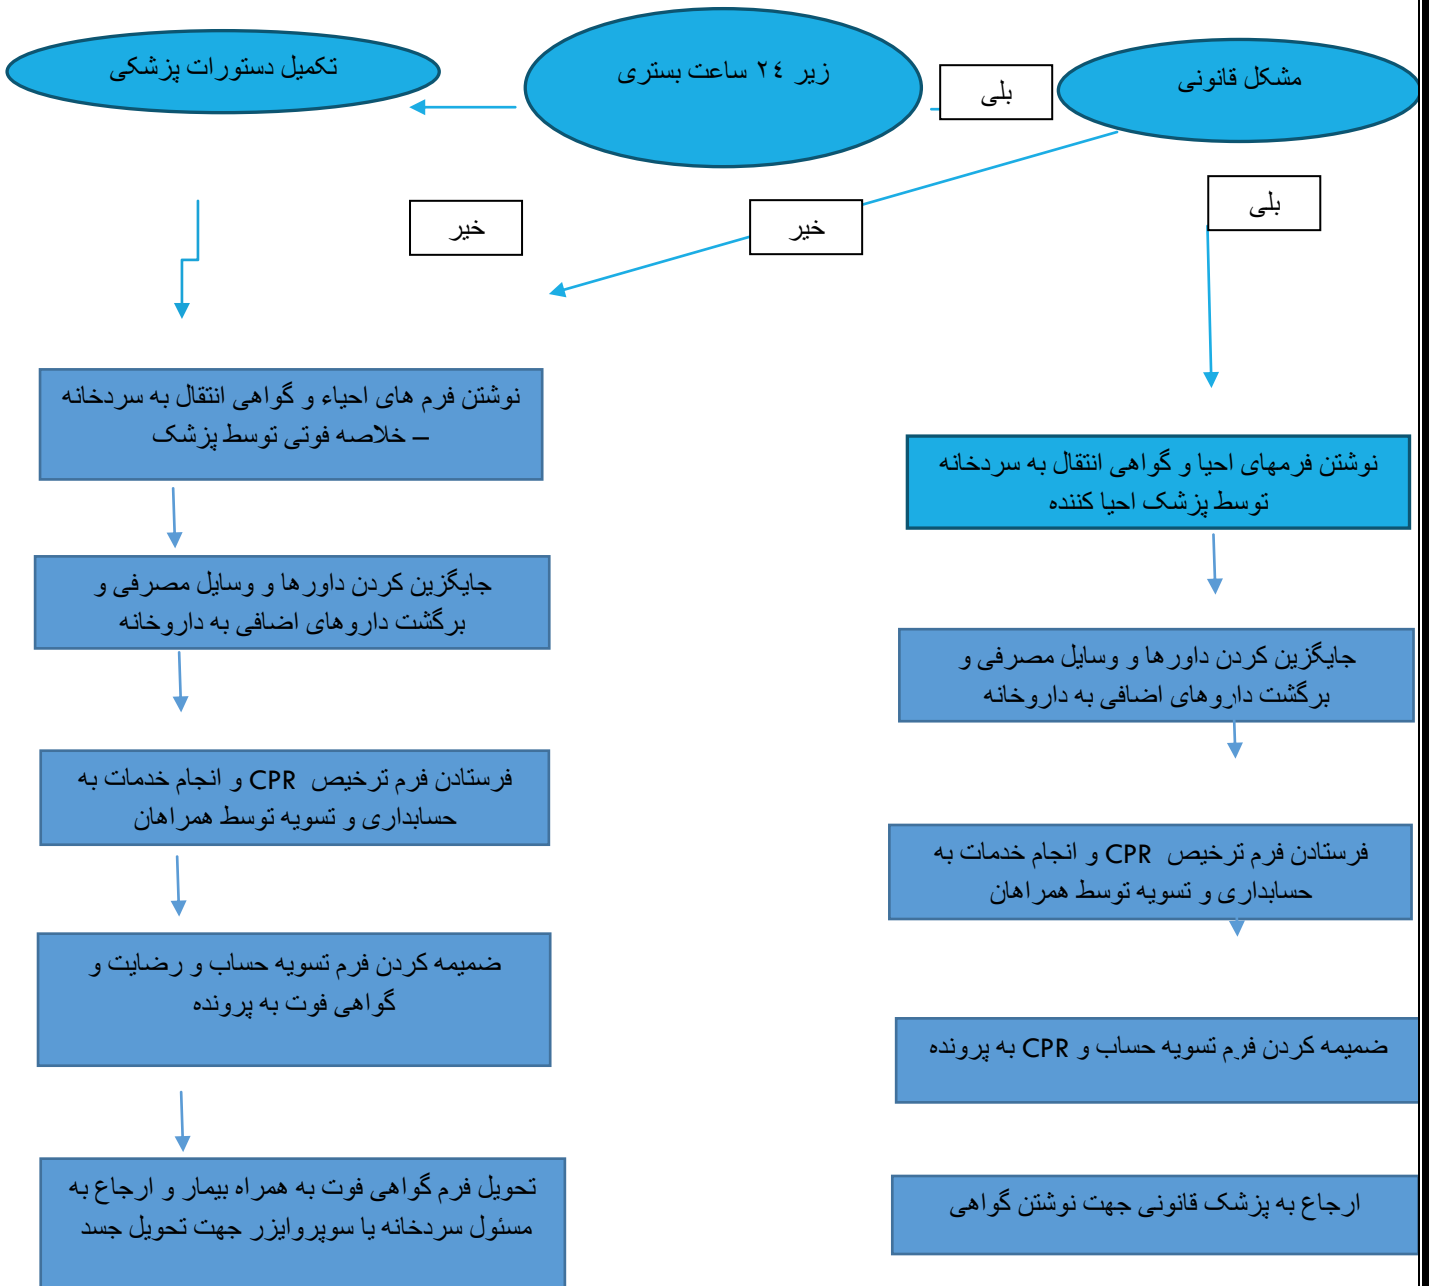 مشکل قانونی
بلی
زیر ٢٤ ساعت بستری
تکمیل دستورات پزشکی
بلی
خیر
خیر
نوشتن فرمهای احیا و گواهی انتقال به سردخانه
توسط پزشک احیا کننده
جایگزین کردن داورها و وسایل مصرفی و
برگشت داروهای اضافی به داروخانه
فرستادن فرم ترخیص CPR و انجام خدمات به
حسابداری و تسویه توسط همراهان
ضمیمه کردن فرم تسویه حساب و CPR به پرونده
ارجاع به پزشک قانونی جهت نوشتن گواهی
نوشتن فرم های احیاء و گواهی انتقال به سردخانه
– خلاصه فوتی توسط پزشک
جایگزین کردن داورها و وسایل مصرفی و
برگشت داروهای اضافی به داروخانه
فرستادن فرم ترخیص CPR و انجام خدمات به
حسابداری و تسویه توسط همراهان
ضمیمه کردن فرم تسویه حساب و رضایت و
گواهی فوت به پرونده
تحویل فرم گواهی فوت به همراه بیمار و ارجاع به
مسئول سردخانه یا سوپروایزر جهت تحویل جسد